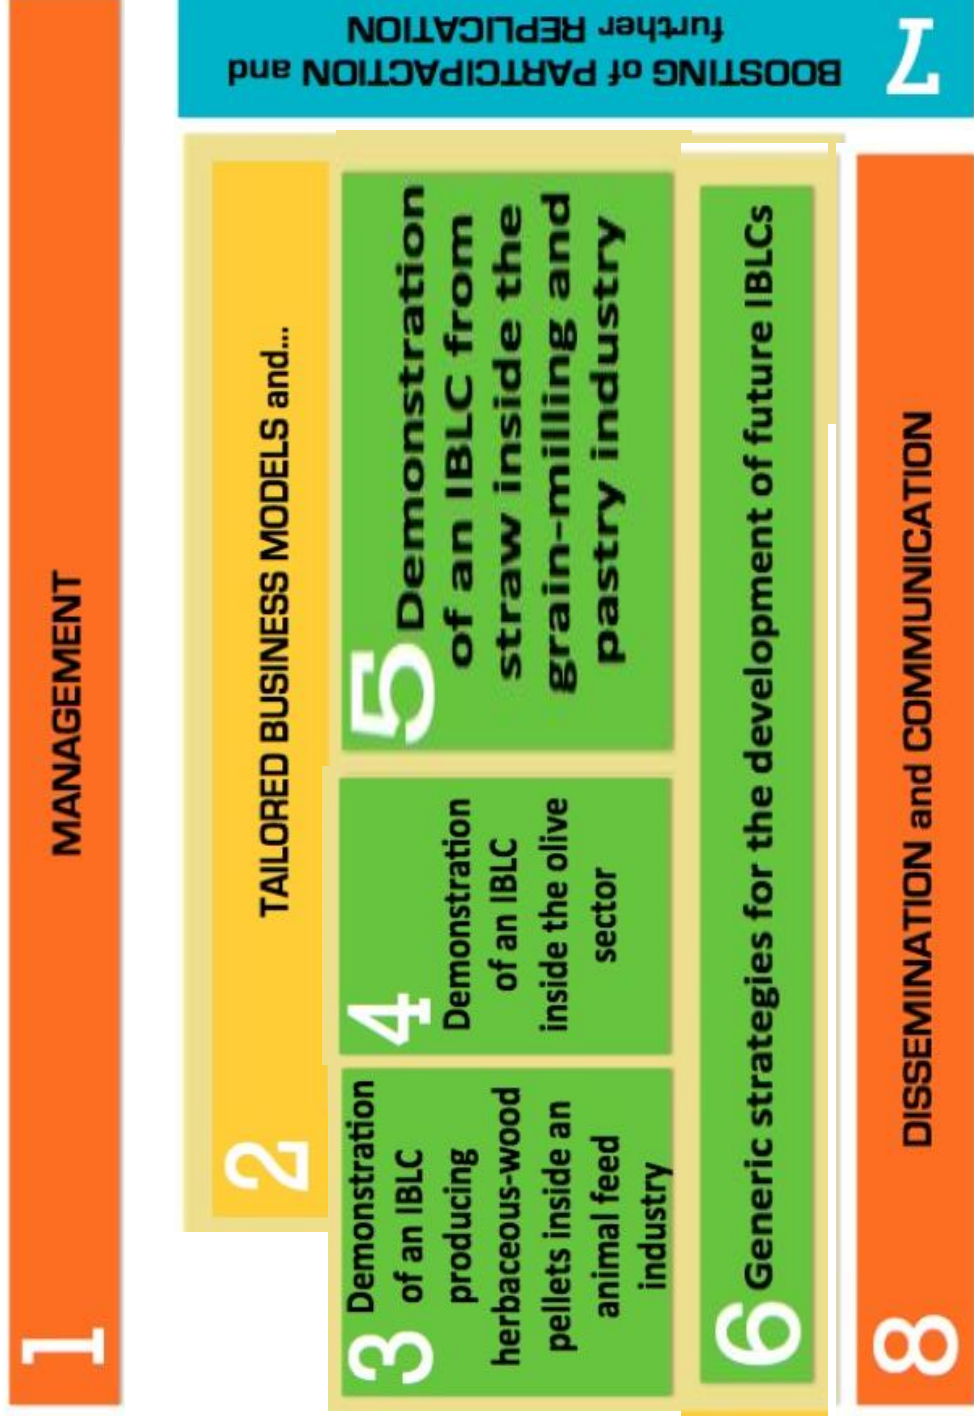 1
MANAGEMENT
2
TAILORED BUSINESS MODELS and...
3
Demonstration
of an IBLC
producing
herbaceous-wood
pellets inside an
animal feed
industry
4
Demonstration
of an IBLC
inside the olive
sector
5
Demonstration
of an IBLC from
straw inside the
grain-milling and
pastry industry
6
Generic strategies for the development of future IBLCs
7
BOOSTING of PARTCIPACTION and
further REPLICATION
8
DISSEMINATION and COMMUNICATION